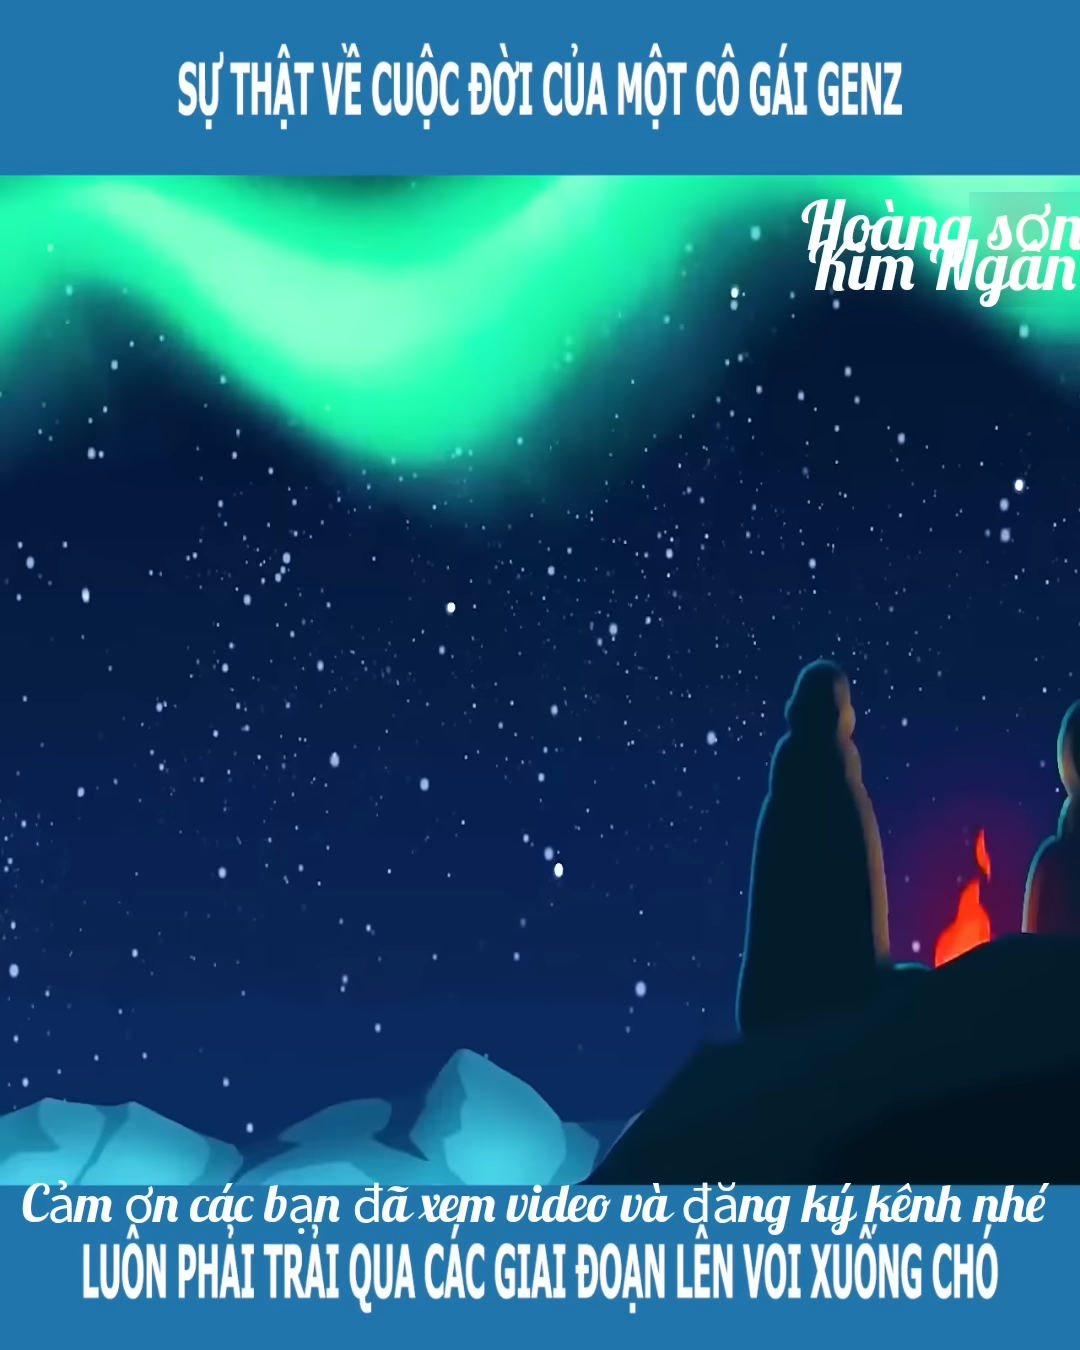 SỰ THẬT VỀ CUỘC ĐỜI CỦA MỘT CÔ GÁI GENZ
Hoàng sơn
Kim Ngân
Cảm ơn các bạn đã xem video và đăng ký kênh nhé
LUÔN PHẢI TRẢI QUA CÁC GIAI ĐOẠN LÊN VOI XUỐNG CHÓ